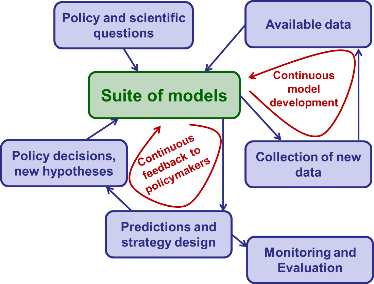 Policy and scientific
questions
Available data
Suite of models
Continuous
model
development
Policy decisions,
new hypotheses
Continuous
feedback to
policymakers
Collection of new
data
Predictions and
strategy design
Monitoring and
Evaluation